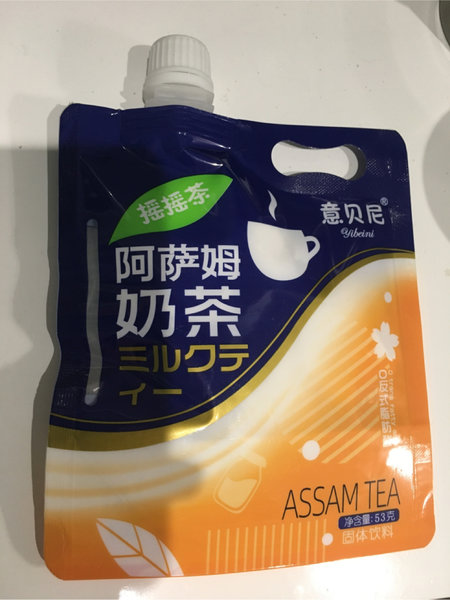 摇摇茶
意贝尼®
Yibeini
阿萨姆
奶茶
ミルクテ
ィー
0反式脂肪
ASSAM TEA
净含量:53克
固体饮料